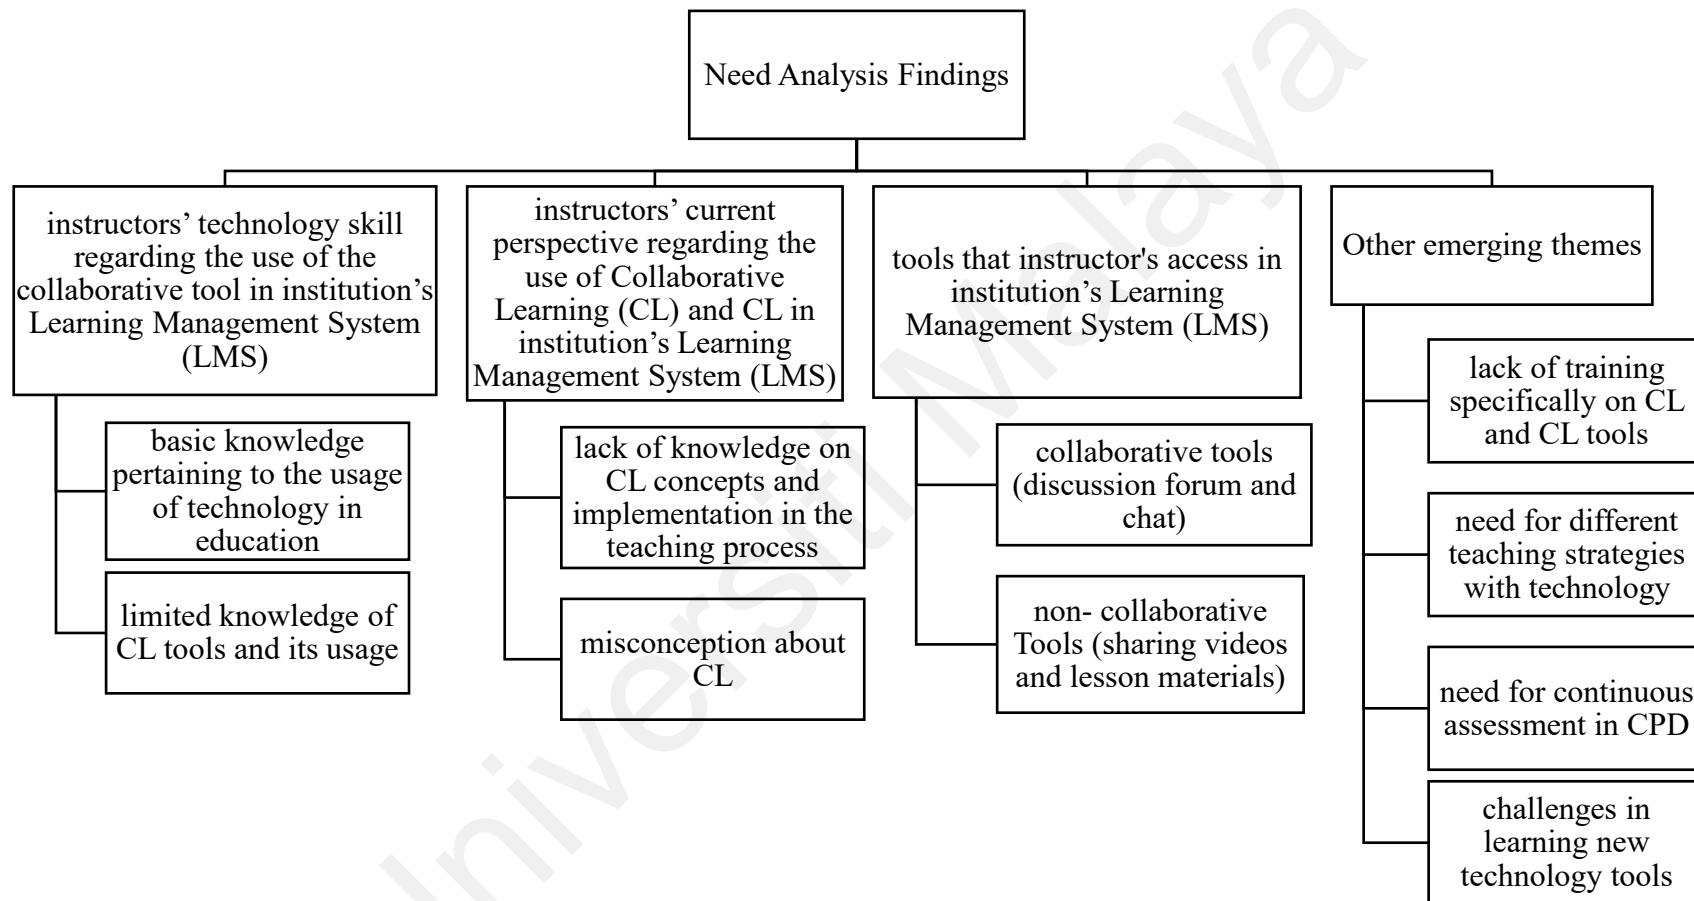 Need Analysis Findings
instructors’ technology skill
regarding the use of the
collaborative tool in institution’s
Learning Management System
(LMS)
basic knowledge
pertaining to the usage
of technology in
education
limited knowledge of
CL tools and its usage
instructors’ current
perspective regarding the
use of Collaborative
Learning (CL) and CL in
institution’s Learning
Management System (LMS)
lack of knowledge on
CL concepts and
implementation in the
teaching process
misconception about
CL
tools that instructor's access in
institution’s Learning
Management System (LMS)
collaborative tools
(discussion forum and
chat)
non- collaborative
Tools (sharing videos
and lesson materials)
Other emerging themes
lack of training
specifically on CL
and CL tools
need for different
teaching strategies
with technology
need for continuous
assessment in CPD
challenges in
learning new
technology tools
Universiti Malaya